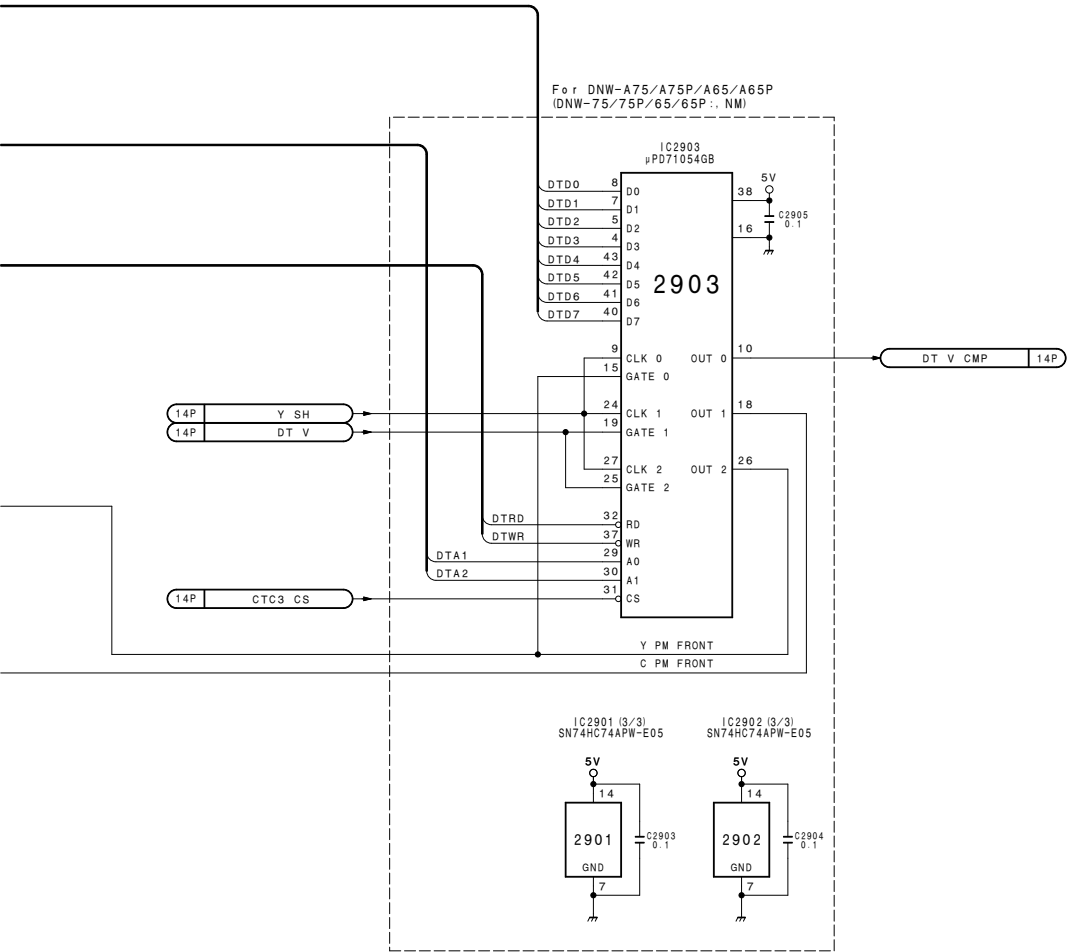 For DNW-A75/A75P/A65/A65P
(DNW-75/75P/65/65P:, NM)
IC2903
µPD71054GB
5V
DTD0 8 D0 38
DTD1 7 D1
C2905
0.1
DTD2 5 D2 16
DTD3 4 D3
DTD4 43 D4
DTD5 42 D5
2903
DTD6 41 D6
DTD7 40 D7
9 CLK 0 OUT 0 10 DT V CMP 14P
15 GATE 0
14P Y SH 24 CLK 1 OUT 1 18
14P DT V 19 GATE 1
27 CLK 2 OUT 2 26
25 GATE 2
DTRD 32 RD
DTWR 37 WR
DTA1 29 A0
DTA2 30 A1
14P CTC3 CS 31 CS
Y PM FRONT
C PM FRONT
IC2901 (3/3) IC2902 (3/3)
SN74HC74APW-E05 SN74HC74APW-E05
5V 5V
14 14
2901 C2903 2902 C2904
0.1 0.1
GND GND
7 7